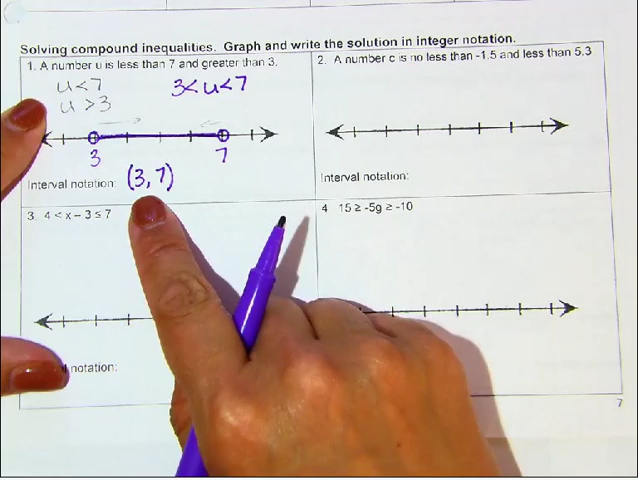 Solving compound inequalities. Graph and write the solution in integer notation.
1. A number u is less than 7 and greater than 3.
u < 7
3 < u < 7
u > 3
3
7
Interval notation: (3, 7)
2. A number c is no less than -1.5 and less than 5.3
Interval notation:
3 4 < x – 3 ≤ 7
notation:
4 15 ≥ -5g ≥ -10
7